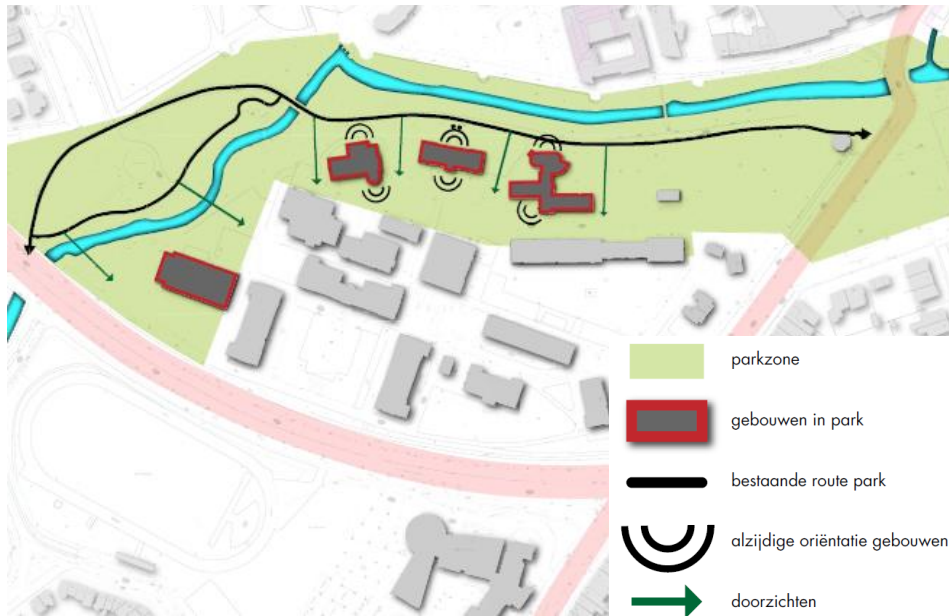 parkzone
gebouwen in park
bestaande route park
alzijdige oriëntatie gebouwen
doorzichten